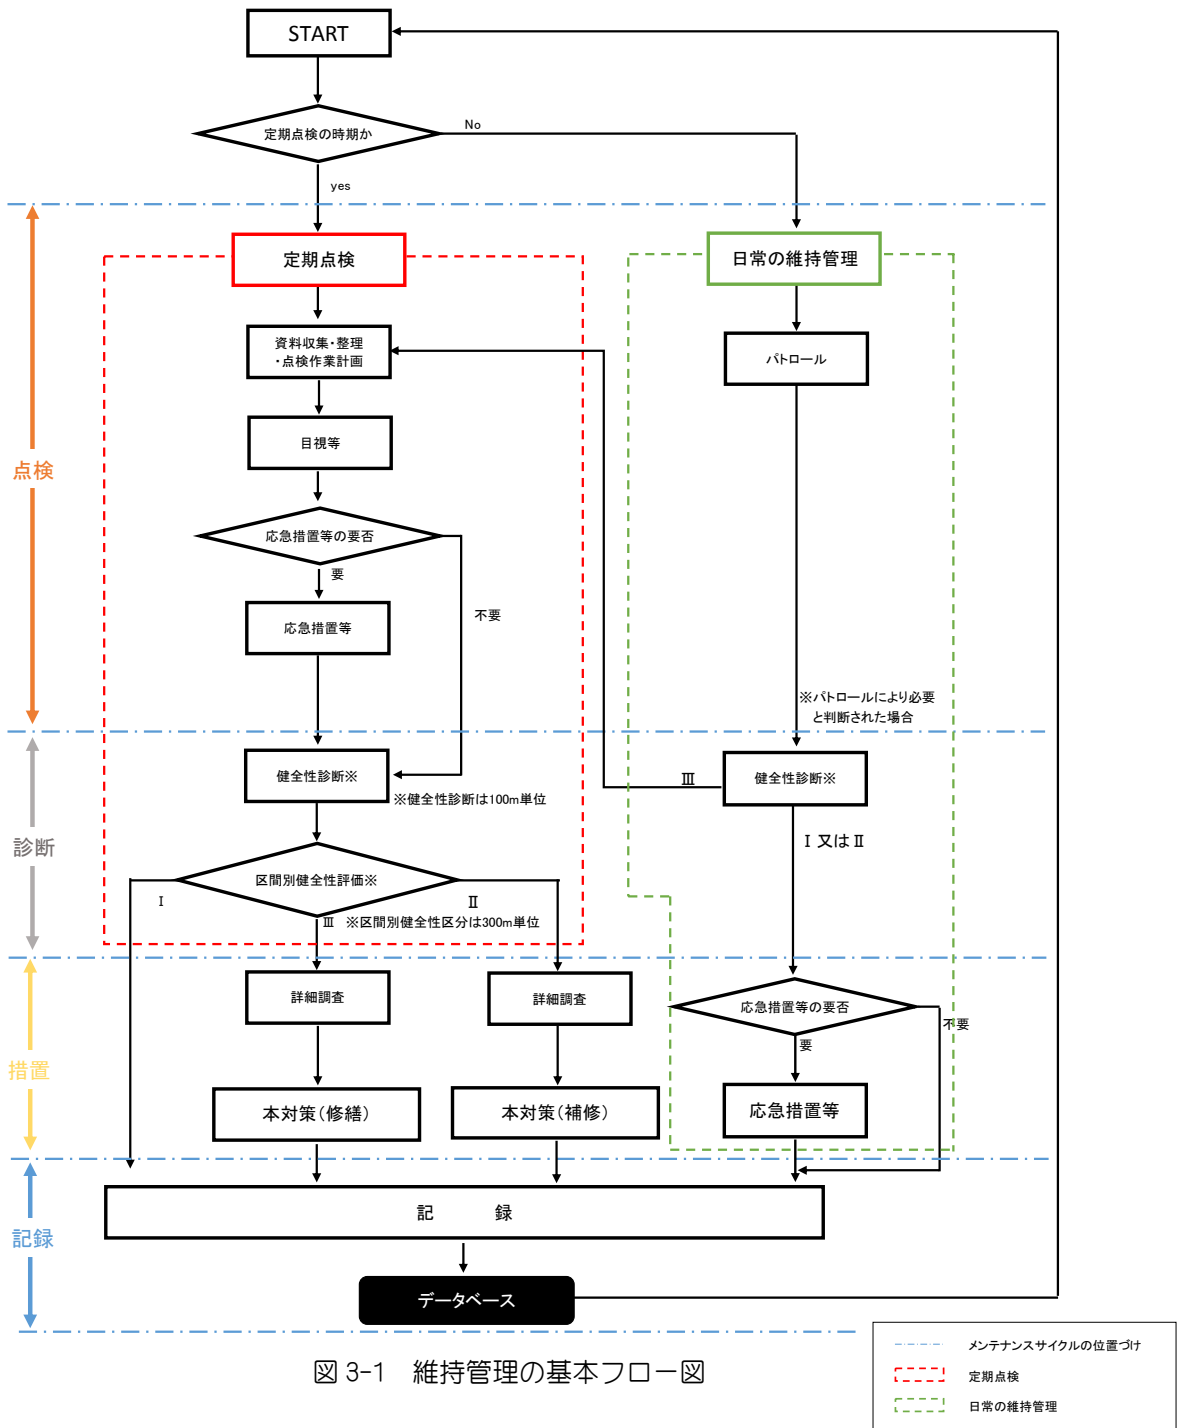 START
定期点検の時期か
No
yes
定期点検
日常の維持管理
資料収集・整理
・点検作業計画
パトロール
目視等
点検
応急措置等の要否
要
不要
応急措置等
※パトロールにより必要
と判断された場合
健全性診断※
※健全性診断は100m単位
Ⅲ
健全性診断※
Ⅰ 又は Ⅱ
診断
区間別健全性評価※
Ⅰ
Ⅱ
Ⅲ ※区間別健全性区分は300m単位
詳細調査
詳細調査
応急措置等の要否
不要
要
措置
本対策（修繕）
本対策（補修）
応急措置等
記録
記 録
データベース
図 3-1 維持管理の基本フロー図
メンテナンスサイクルの位置づけ
定期点検
日常の維持管理